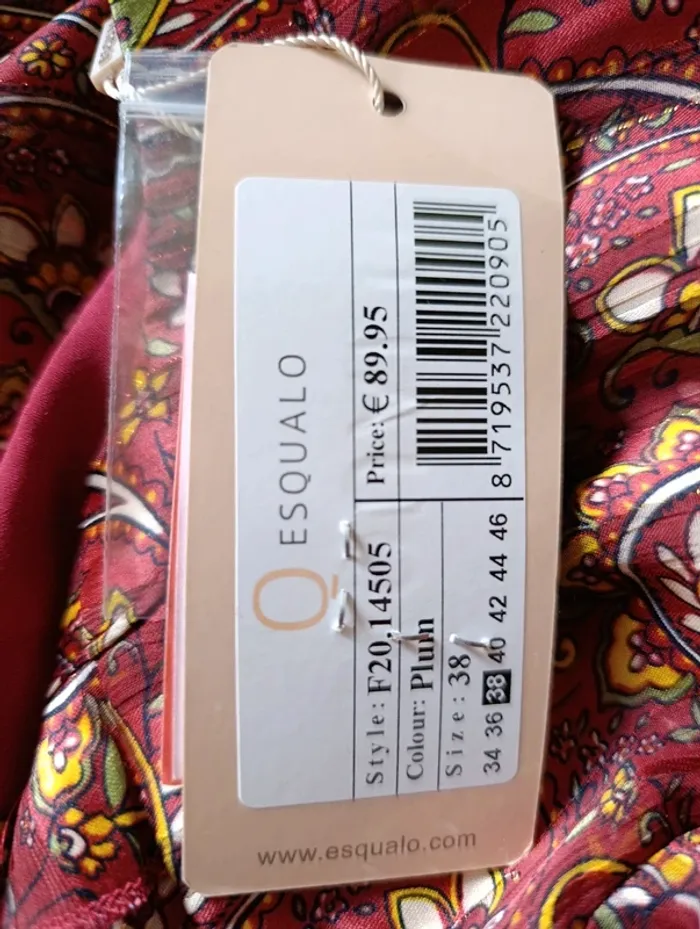 ESQUALO
Style: F20.14505
Price: € 89.95
Colour: Plum
Size: 38
34 36 38 40 42 44 46
8 719537 220905
www.esqualo.com